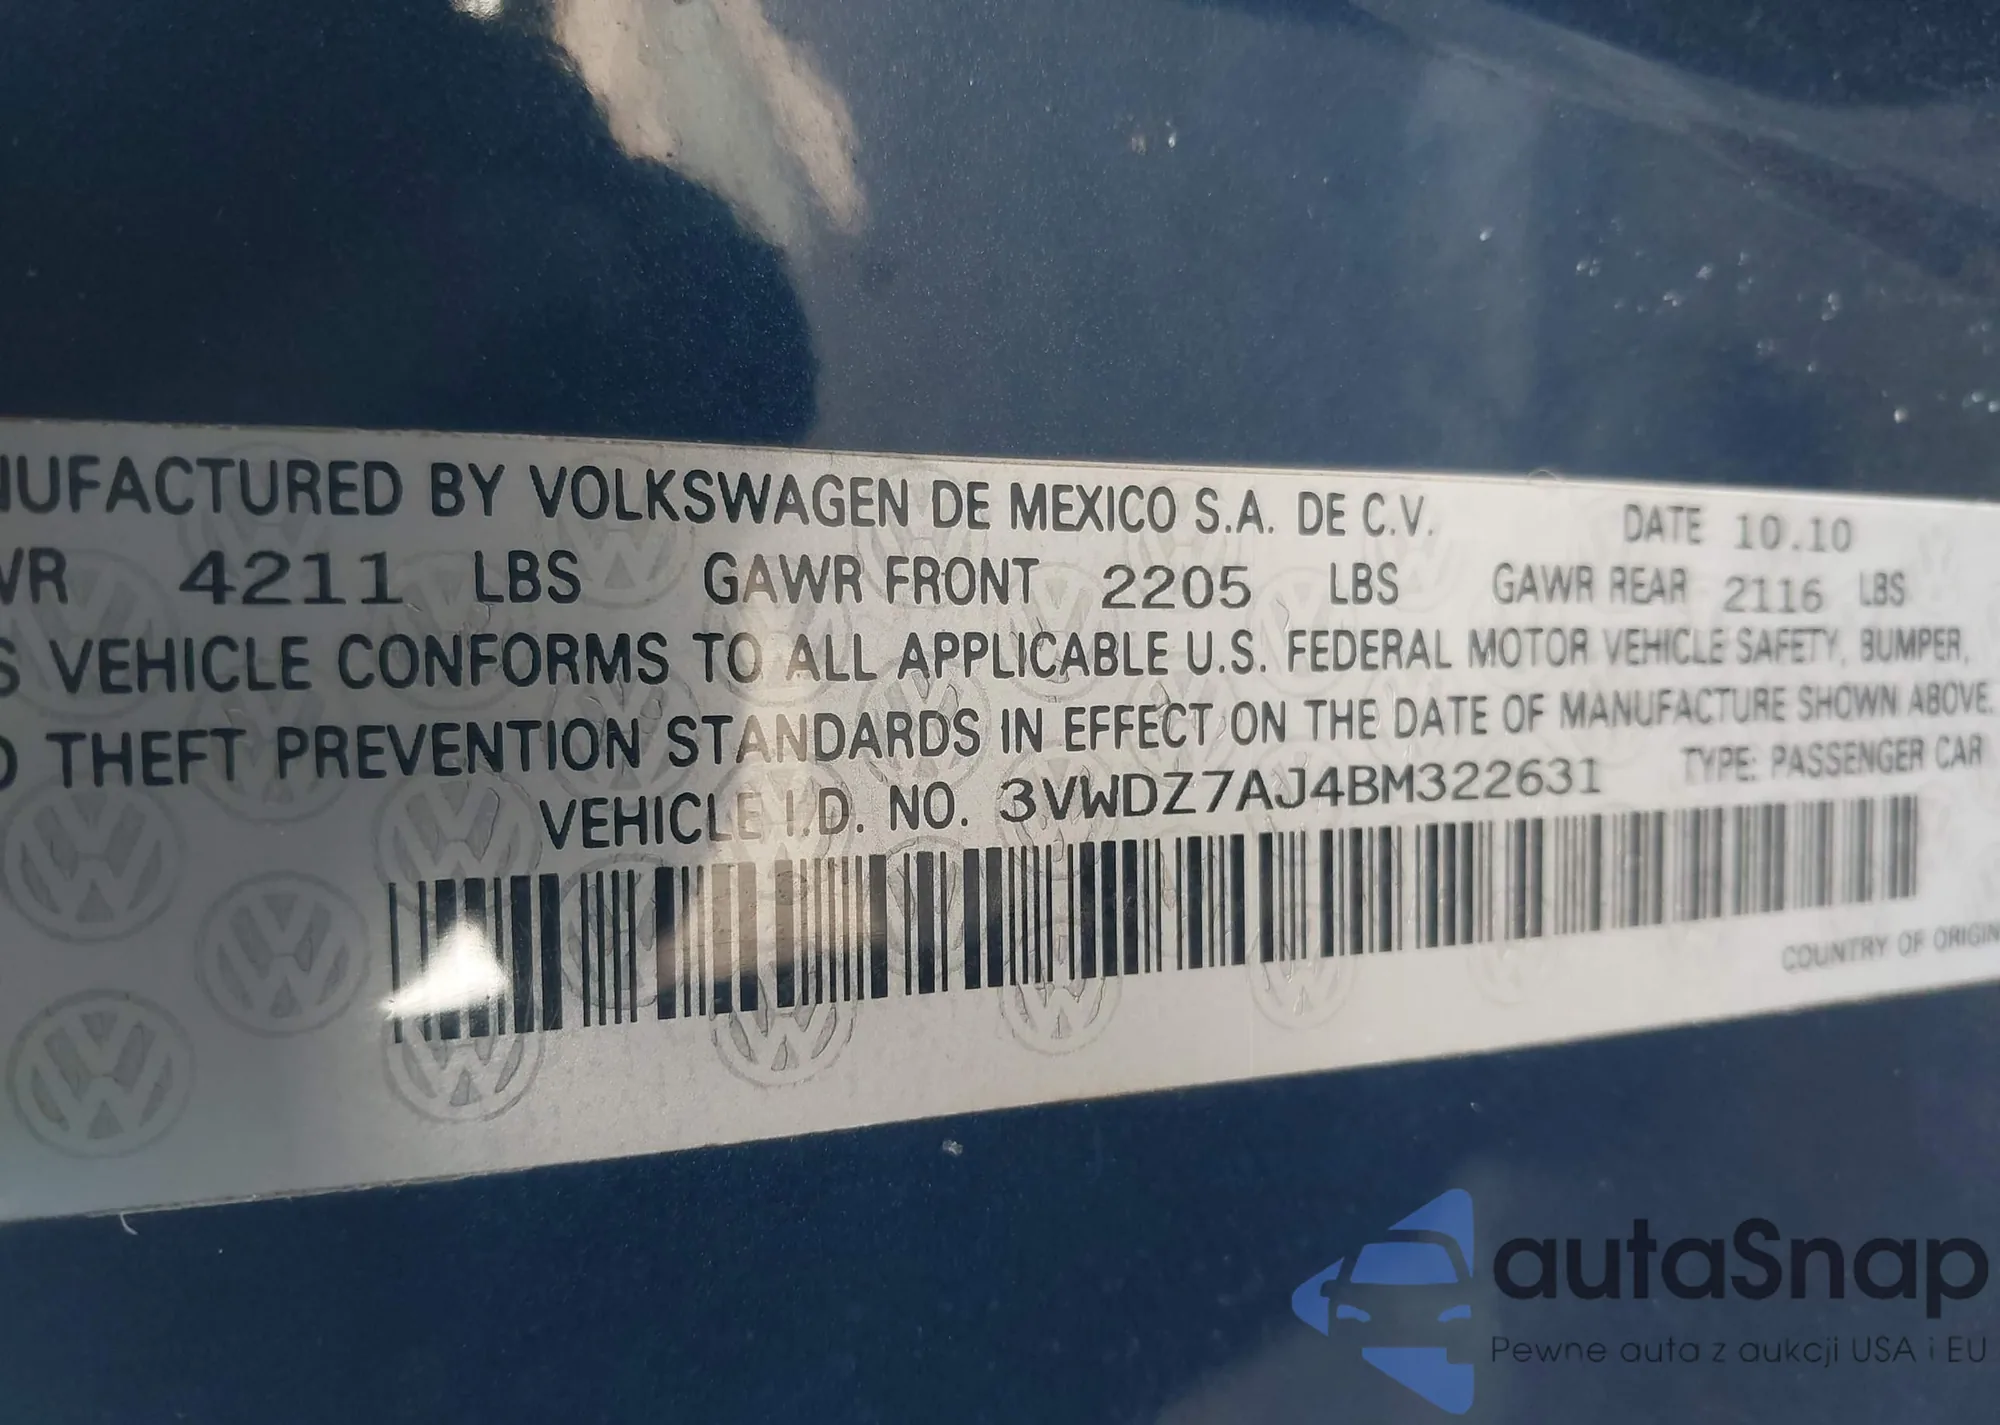 NUFACTURED BY VOLKSWAGEN DE MEXICO S.A. DE C.V. DATE 10.10
VR 4211 LBS GAWR FRONT 2205 LBS GAWR REAR 2116 LBS
S VEHICLE CONFORMS TO ALL APPLICABLE U.S. FEDERAL MOTOR VEHICLE SAFETY, BUMPER,
D THEFT PREVENTION STANDARDS IN EFFECT ON THE DATE OF MANUFACTURE SHOWN ABOVE.
VEHICLE I.D. NO. 3VWDZ7AJ4BM322631 TYPE: PASSENGER CAR
COUNTRY OF ORIGIN
autaSnap
Pewne auta z aukcji USA i EU